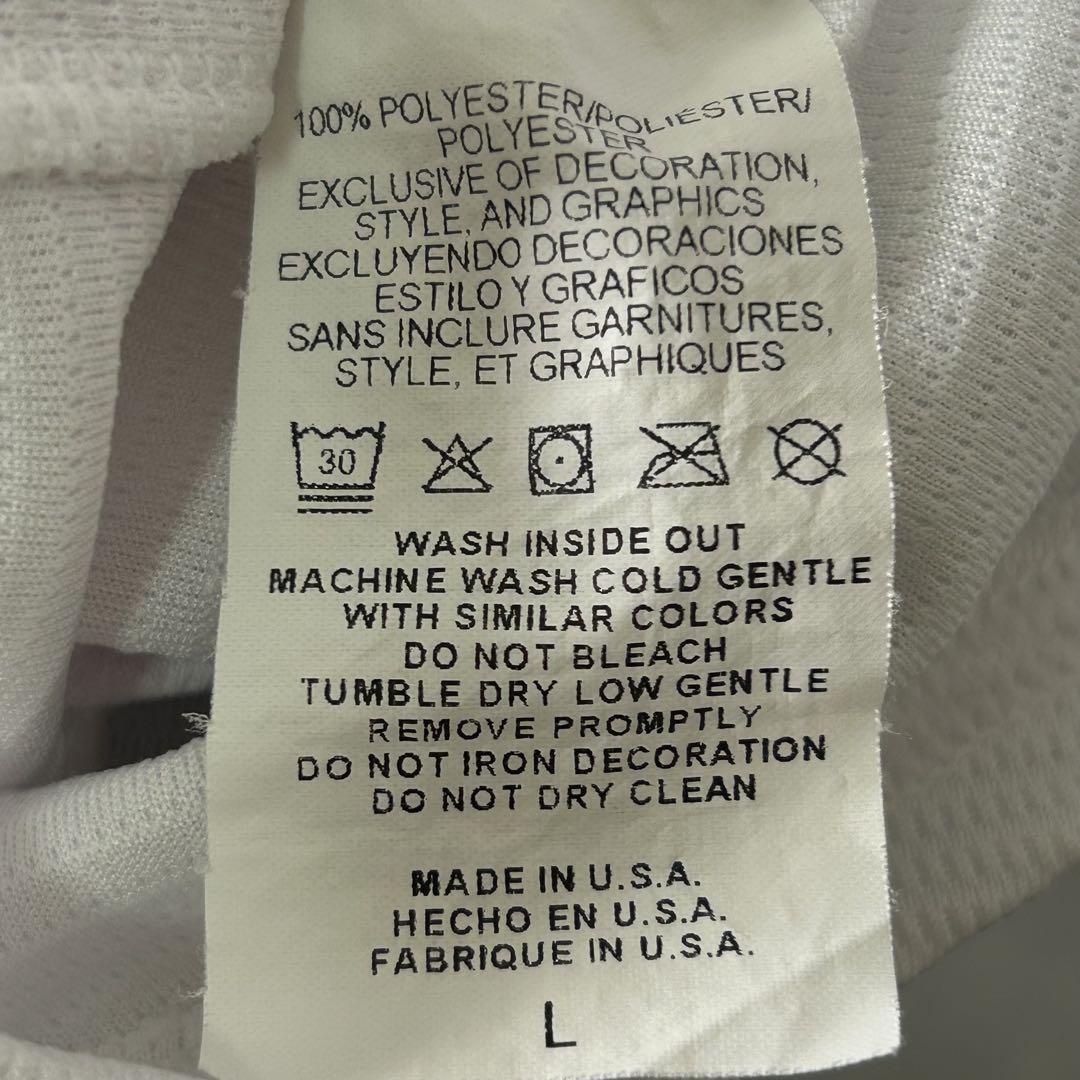 100% POLYESTER/POLIÉSTER/
POLYESTER
EXCLUSIVE OF DECORATION,
STYLE, AND GRAPHICS
EXCLUYENDO DECORACIONES
ESTILO Y GRAFICOS
SANS INCLURE GARNITURES,
STYLE, ET GRAPHIQUES
30
WASH INSIDE OUT
MACHINE WASH COLD GENTLE
WITH SIMILAR COLORS
DO NOT BLEACH
TUMBLE DRY LOW GENTLE
REMOVE PROMPTLY
DO NOT IRON DECORATION
DO NOT DRY CLEAN
MADE IN U.S.A.
HECHO EN U.S.A.
FABRIQUE IN U.S.A.
L